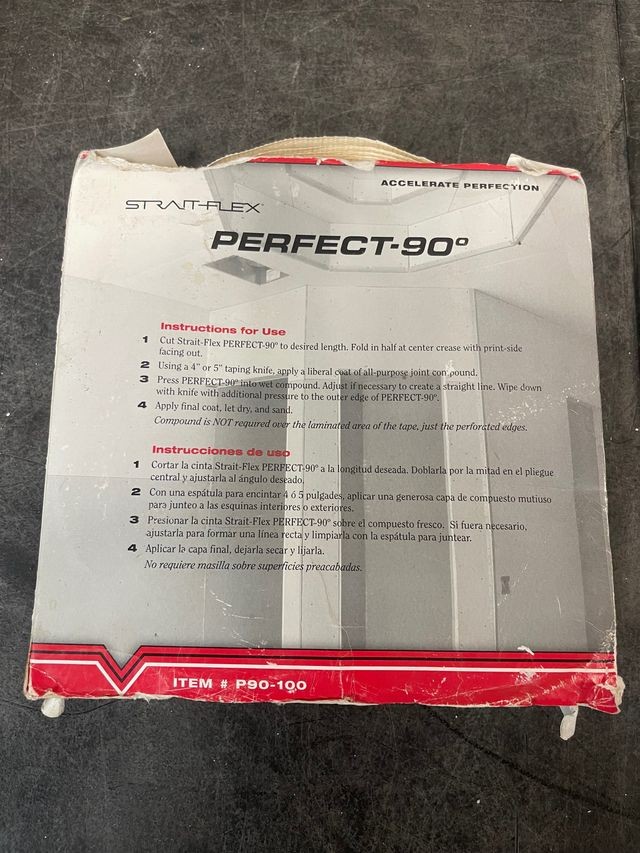 ACCELERATE PERFECTION
STRAIT-FLEX
PERFECT-90º
Instructions for Use
1 Cut Strait-Flex PERFECT-90º to desired length. Fold in half at center crease with print-side
facing out.
2 Using a 4" or 5" taping knife, apply a liberal coat of all-purpose joint compound.
3 Press PERFECT-90º into wet compound. Adjust if necessary to create a straight line. Wipe down
with knife with additional pressure to the outer edge of PERFECT-90º.
4 Apply final coat, let dry, and sand.
Compound is NOT required over the laminated area of the tape, just the perforated edges.
Instrucciones de uso
1 Cortar la cinta Strait-Flex PERFECT-90º a la longitud deseada. Doblarla por la mitad en el pliegue
central y ajustarla al ángulo deseado.
2 Con una espátula para encintar 4 ó 5 pulgades, aplicar una generosa capa de compuesto mutiuso
para junteo a las esquinas interiores o exteriores.
3 Presionar la cinta Strait-Flex PERFECT-90º sobre el compuesto fresco. Si fuera necesario,
ajustarla para formar una línea recta y limpiarla con la espátula para juntear.
4 Aplicar la capa final, dejarla secar y lijarla.
No requiere masilla sobre superficies preacabadas.
ITEM # P90-100